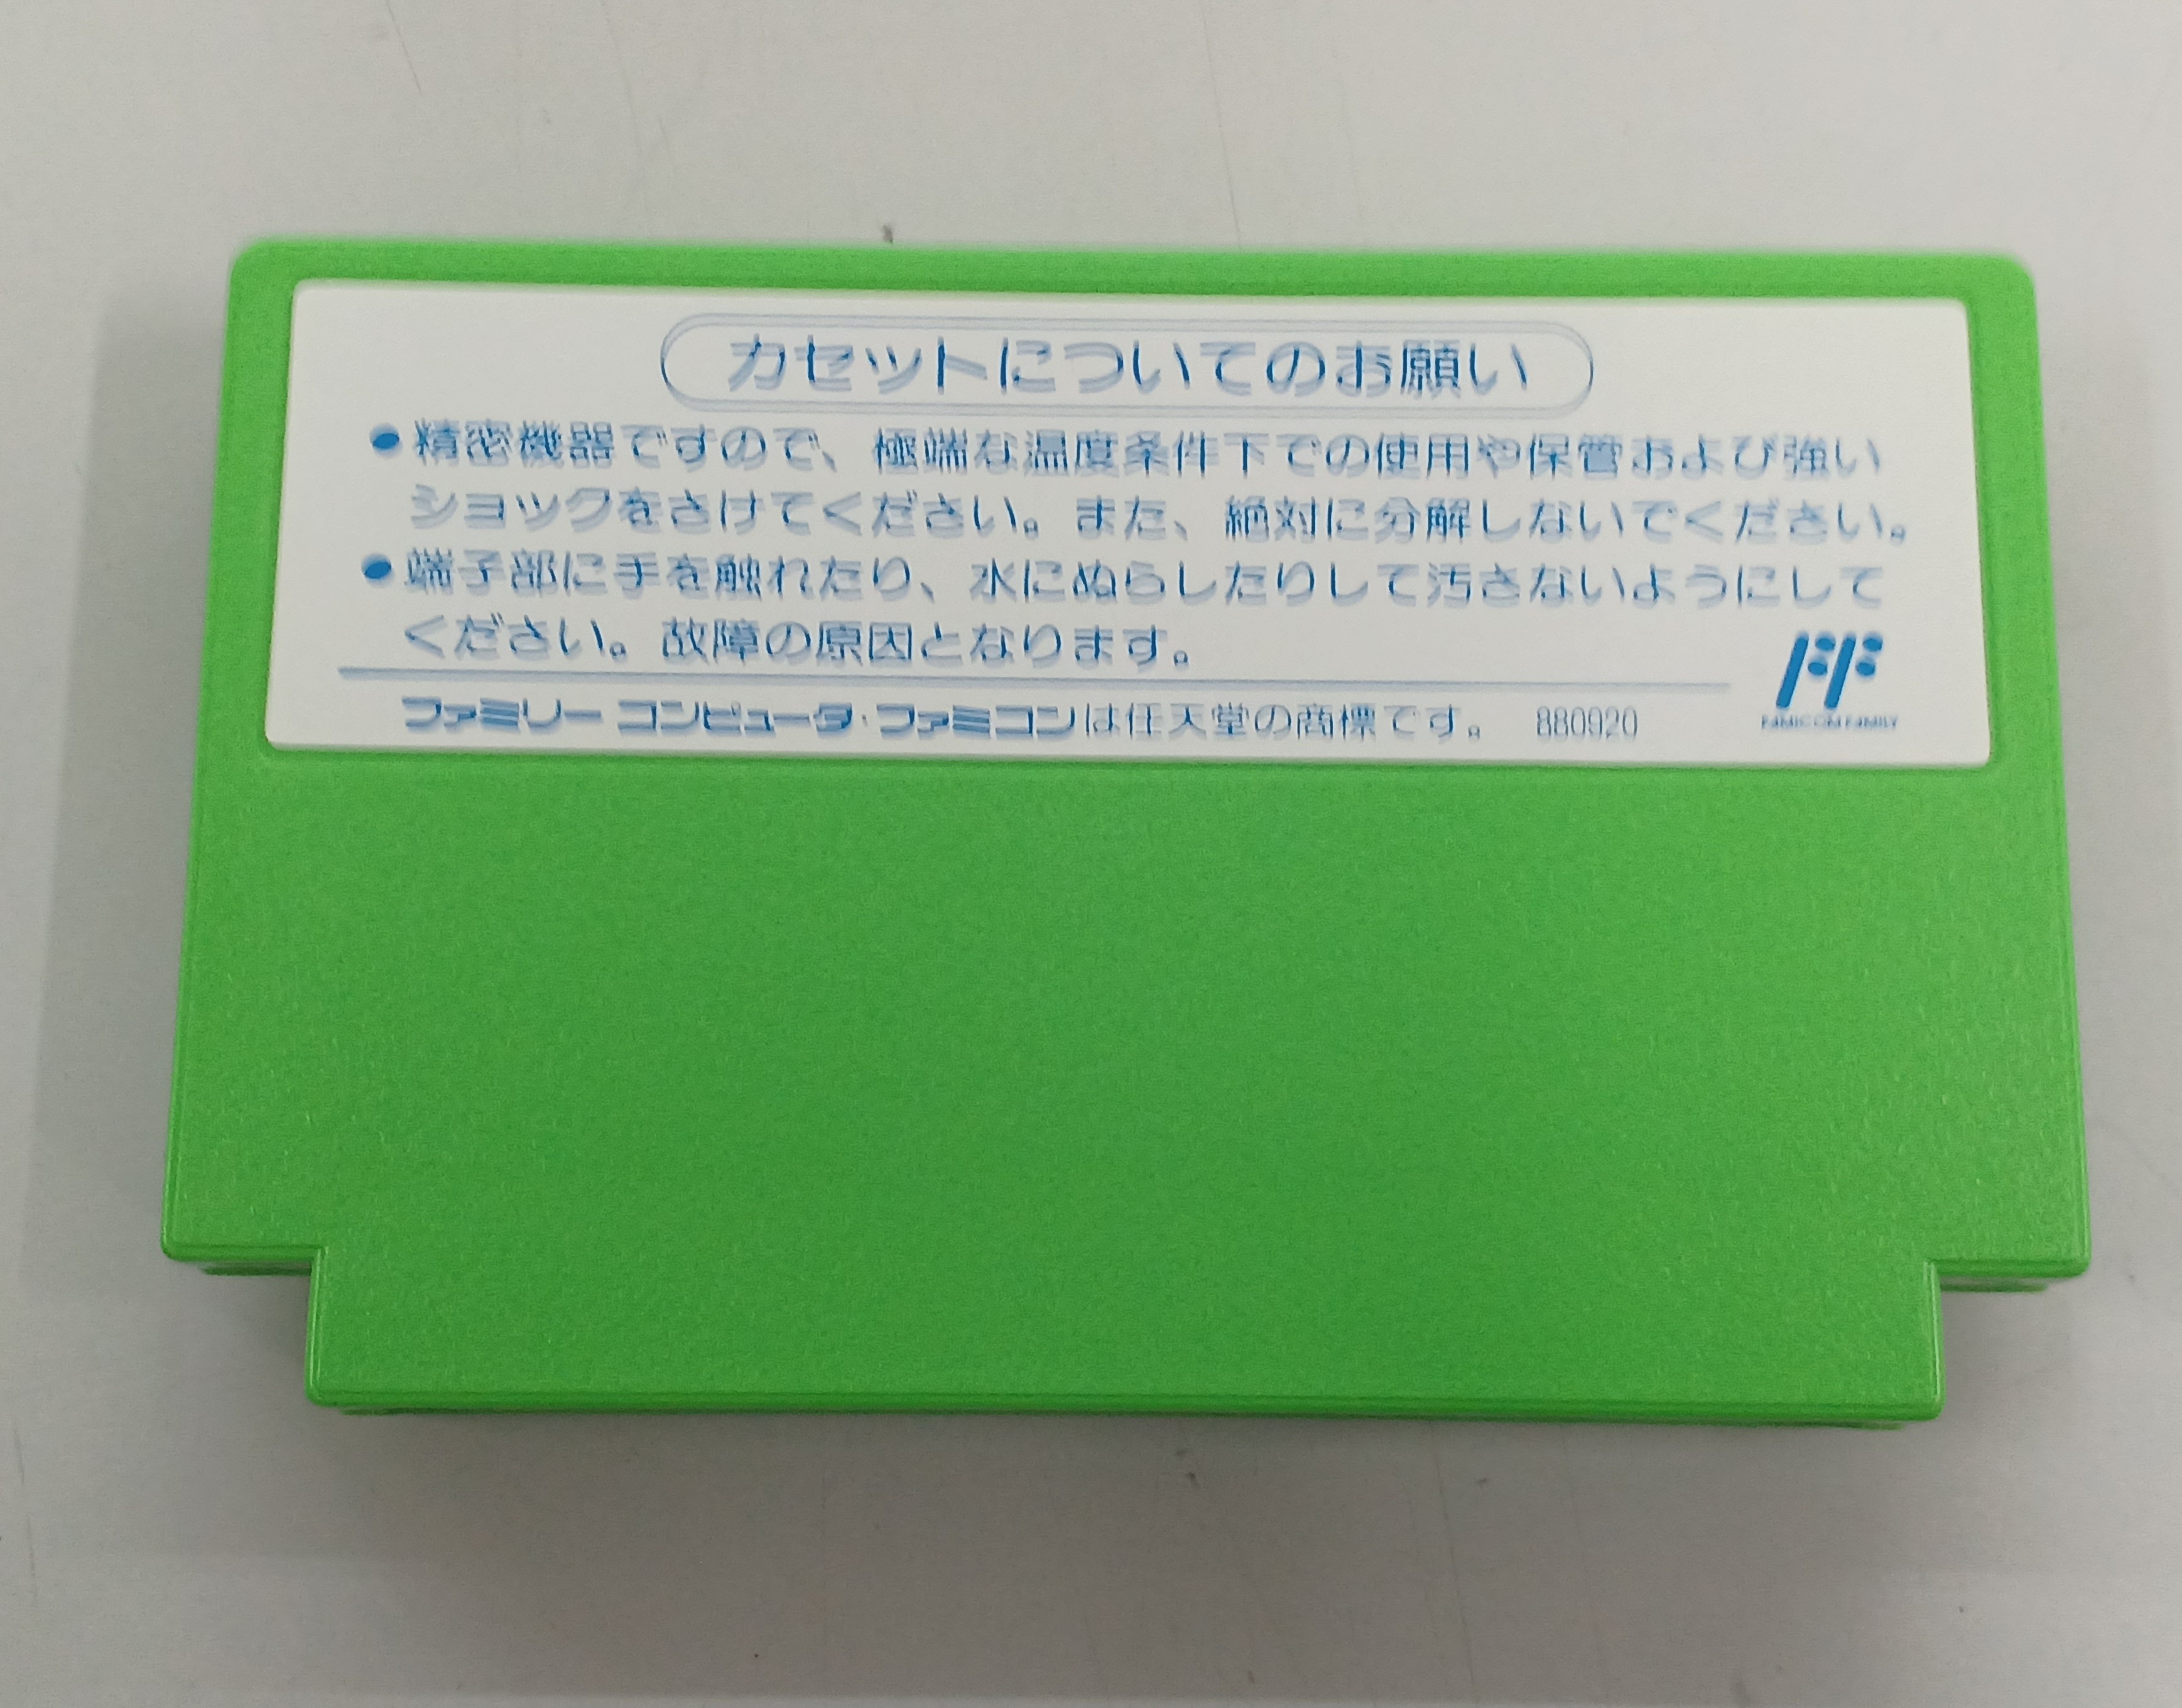 カセットについてのお願い
●精密機器ですので、極端な温度条件下での使用や保管および強い
ショックをさけてください。また、絶対に分解しないでください。
●端子部に手を触れたり、水にぬらしたりして汚さないようにして
ください。故障の原因となります。
ファミリー コンピュータ・ファミコンは任天堂の商標です。 880920
FF
FAMICOM FAMILY